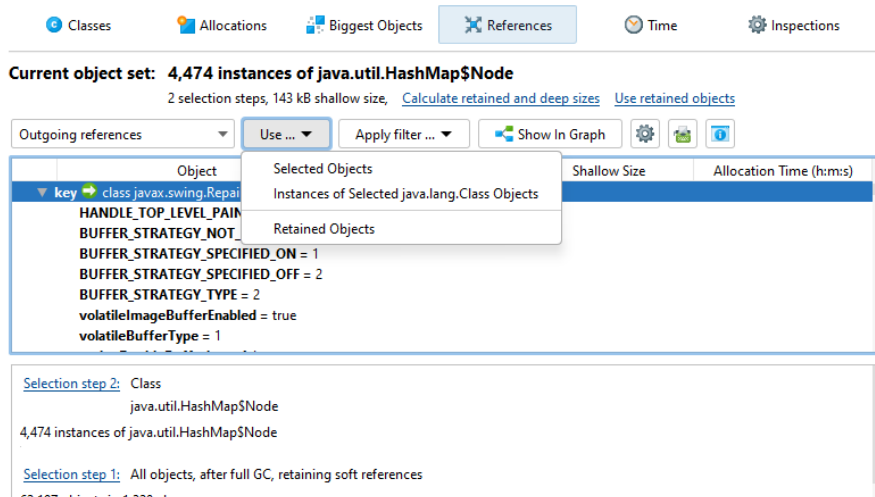 Classes Allocations Biggest Objects References Time Inspections
Current object set: 4,474 instances of java.util.HashMap$Node
2 selection steps, 143 kB shallow size, Calculate retained and deep sizes Use retained objects
Outgoing references Use ... Apply filter ... Show In Graph
Object Shallow Size Allocation Time (h:m:s)
Selected Objects
Instances of Selected java.lang.Class Objects
Retained Objects
key class javax.swing.Repai
HANDLE_TOP_LEVEL_PAIN
BUFFER_STRATEGY_NOT_
BUFFER_STRATEGY_SPECIFIED_ON = 1
BUFFER_STRATEGY_SPECIFIED_OFF = 2
BUFFER_STRATEGY_TYPE = 2
volatileImageBufferEnabled = true
volatileBufferType = 1
Selection step 2: Class
java.util.HashMap$Node
4,474 instances of java.util.HashMap$Node
Selection step 1: All objects, after full GC, retaining soft references